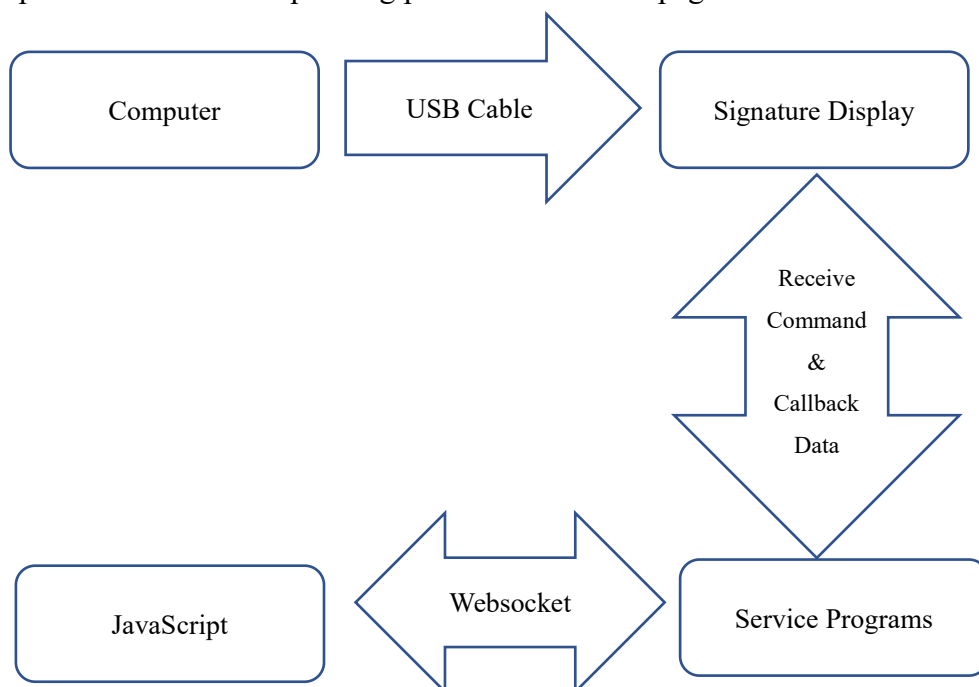 Computer
USB Cable
Signature Display
Receive
Command
&
Callback
Data
JavaScript
Websocket
Service Programs